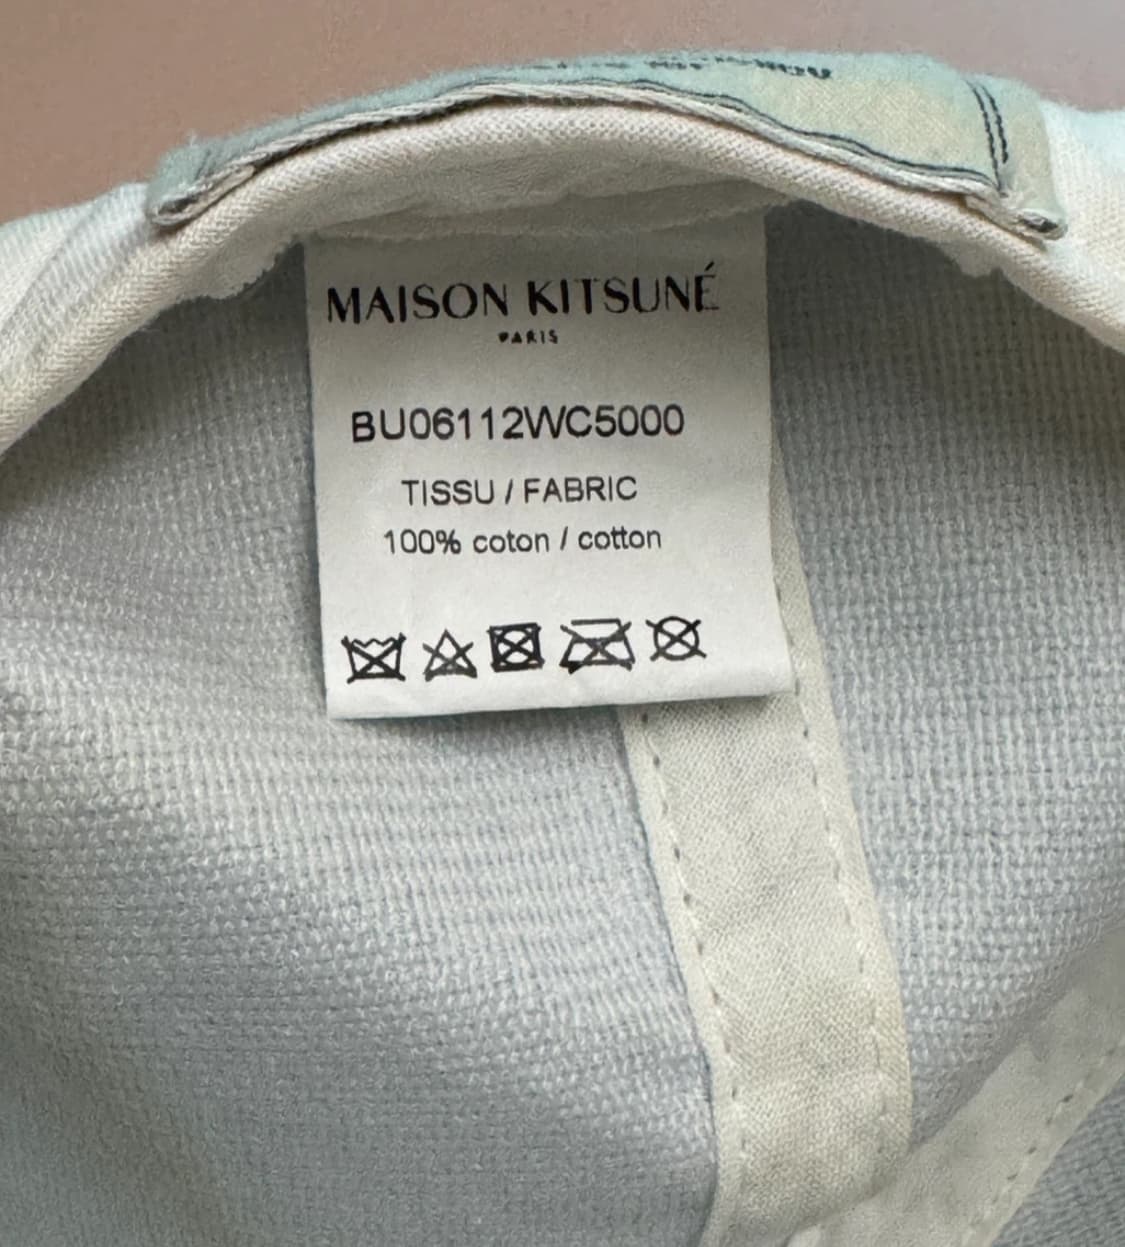 MAISON KITSUNÉ
PARIS
BU06112WC5000
TISSU / FABRIC
100% coton / cotton